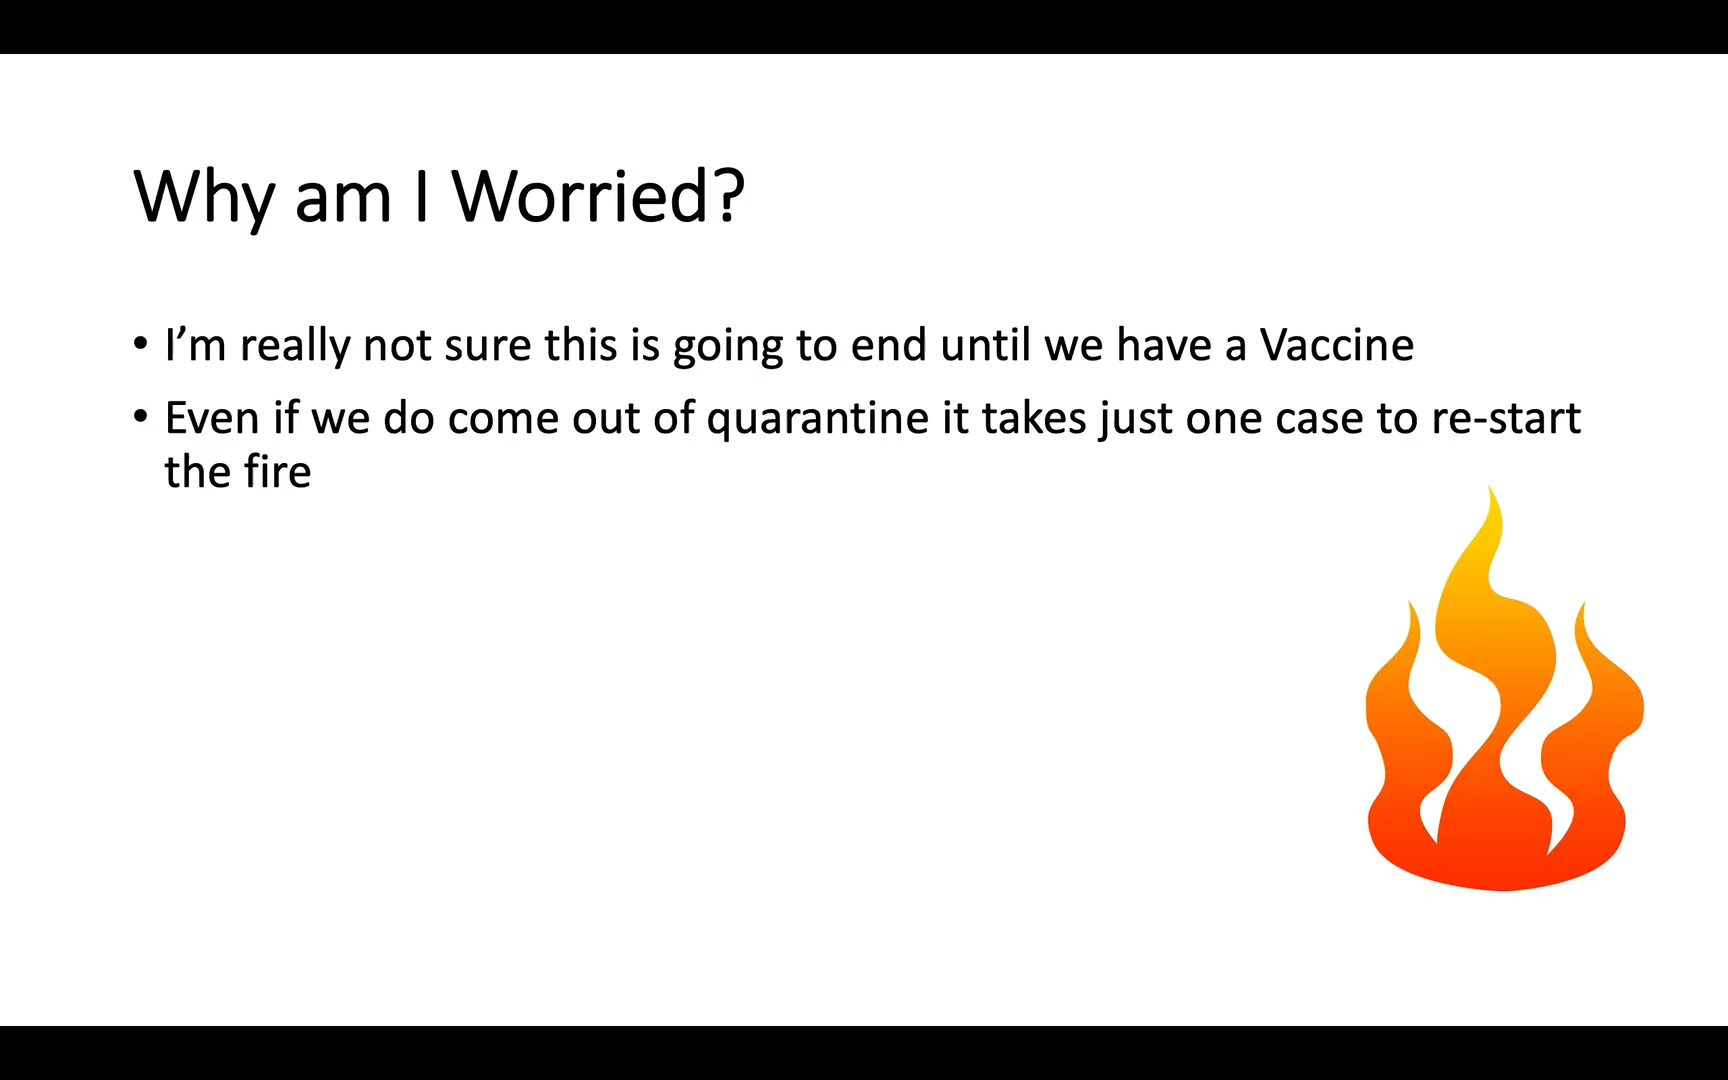 Why am I Worried?
• I’m really not sure this is going to end until we have a Vaccine
• Even if we do come out of quarantine it takes just one case to re-start
the fire